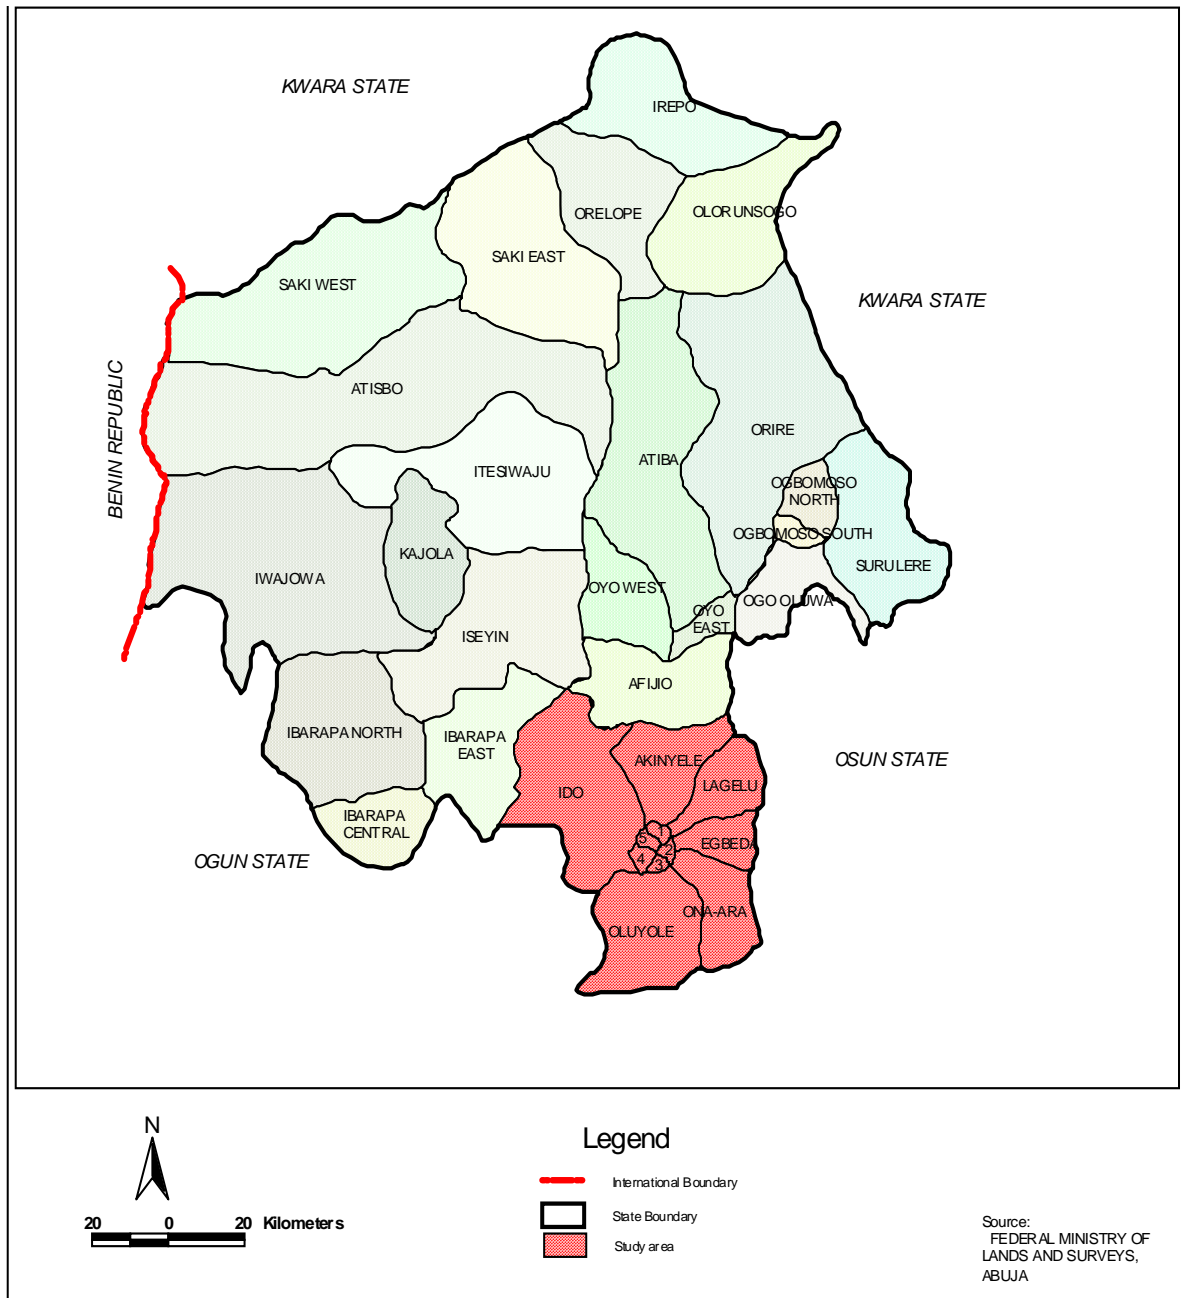 KWARA STATE
IREPO
ORELOPE
OLORUNSOGO
SAKI EAST
SAKI WEST
KWARA STATE
BENIN REPUBLIC
ATISBO
ORIRE
ATIBA
ITESIWAJU
OGBOMOSO
NORTH
OGBOMOSO SOUTH
KAJOLA
SURULERE
IWAJOWA
OYO WEST
OGO OLUWA
OYO
EAST
ISEYIN
AFIJIO
IBARAPA NORTH
IBARAPA
EAST
AKINYELE
OSUN STATE
LAGELU
IDO
IBARAPA
CENTRAL
1
5
2
EGBEDA
4
3
OGUN STATE
ONA-ARA
OLUYOLE
N
Legend
International Boundary
State Boundary
Study area
20 0 20 Kilometers
Source:
FEDERAL MINISTRY OF
LANDS AND SURVEYS,
ABUJA